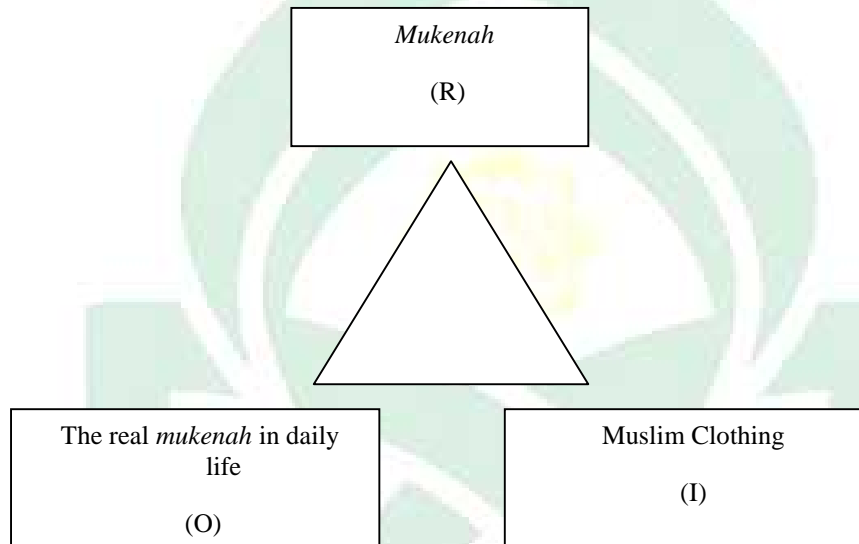 Mukenah
(R)
The real mukenah in daily
life
(O)
Muslim Clothing
(I)